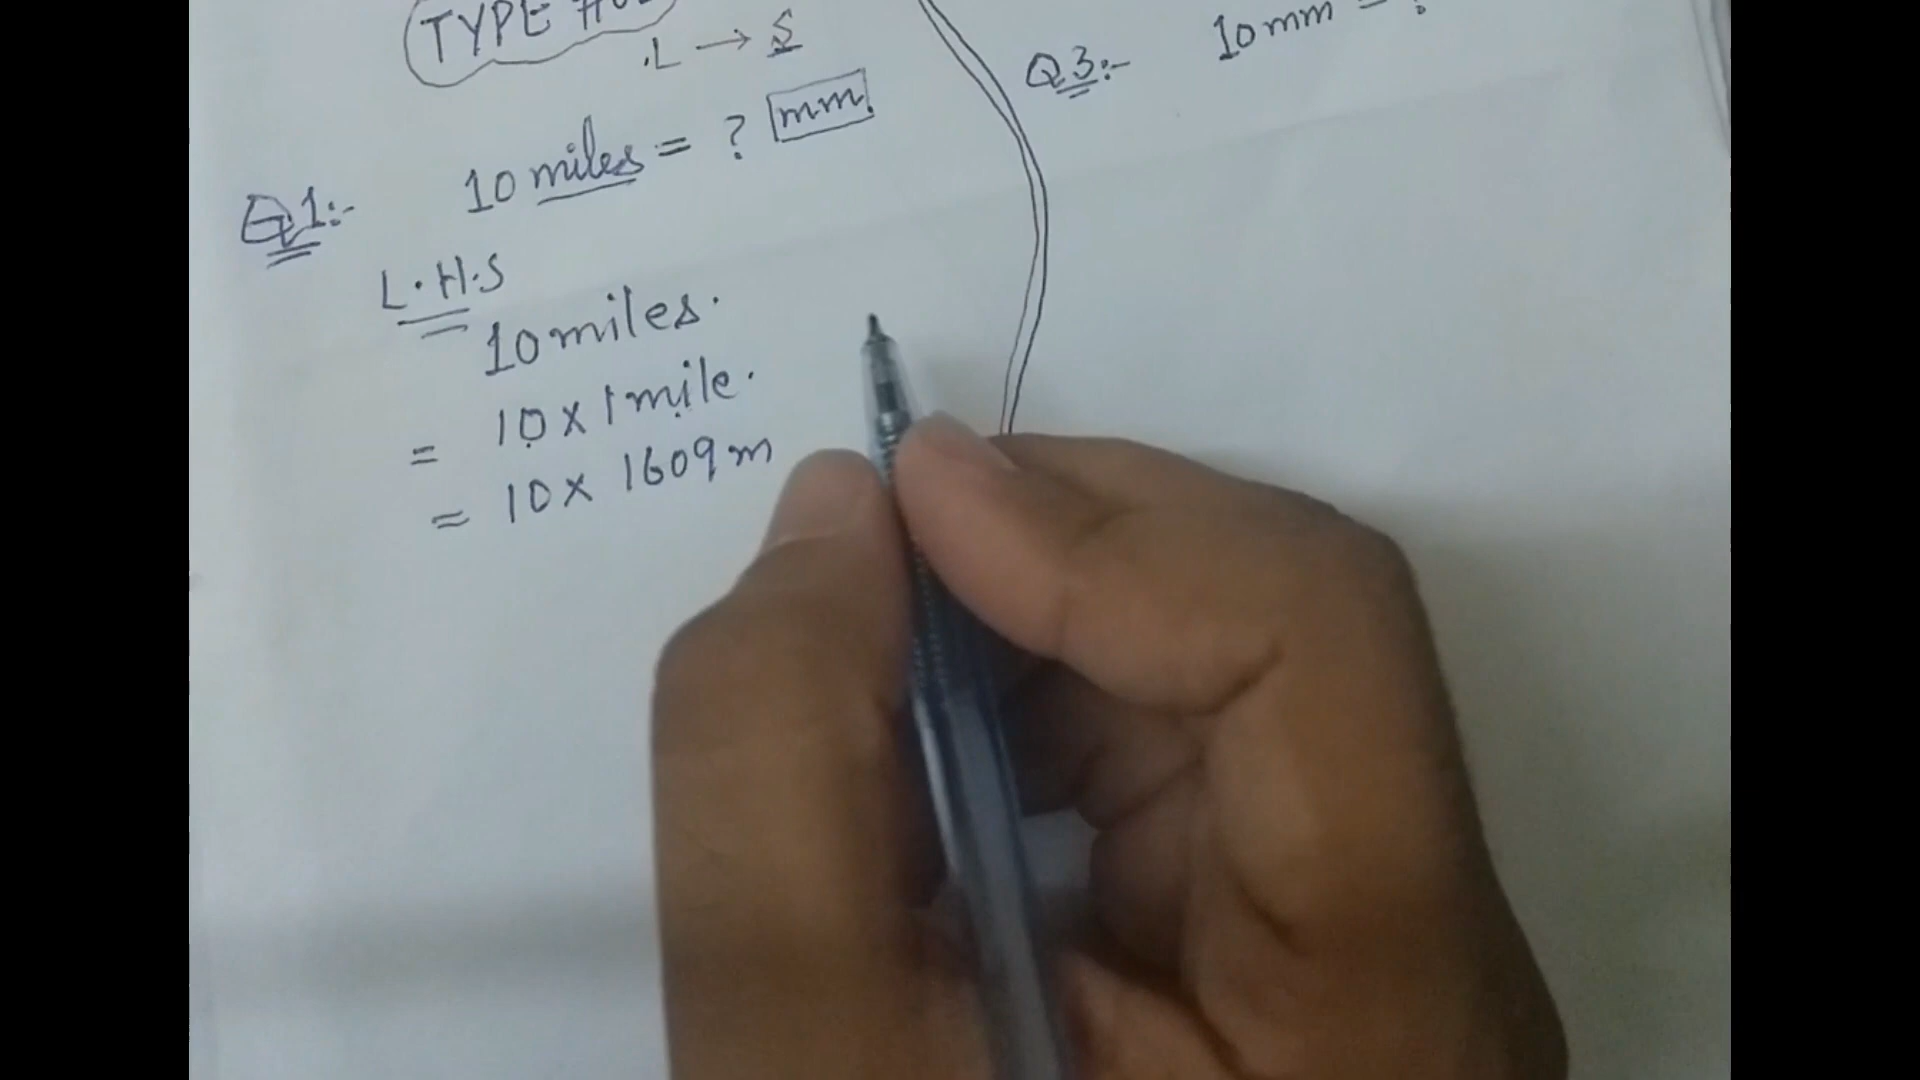 TYPE
.L → S
Q1:- 10 miles = ? mm.
L.H.S
10 miles.
= 10 x 1 mile.
= 10 x 1609 m
Q3:- 10 mm = ?